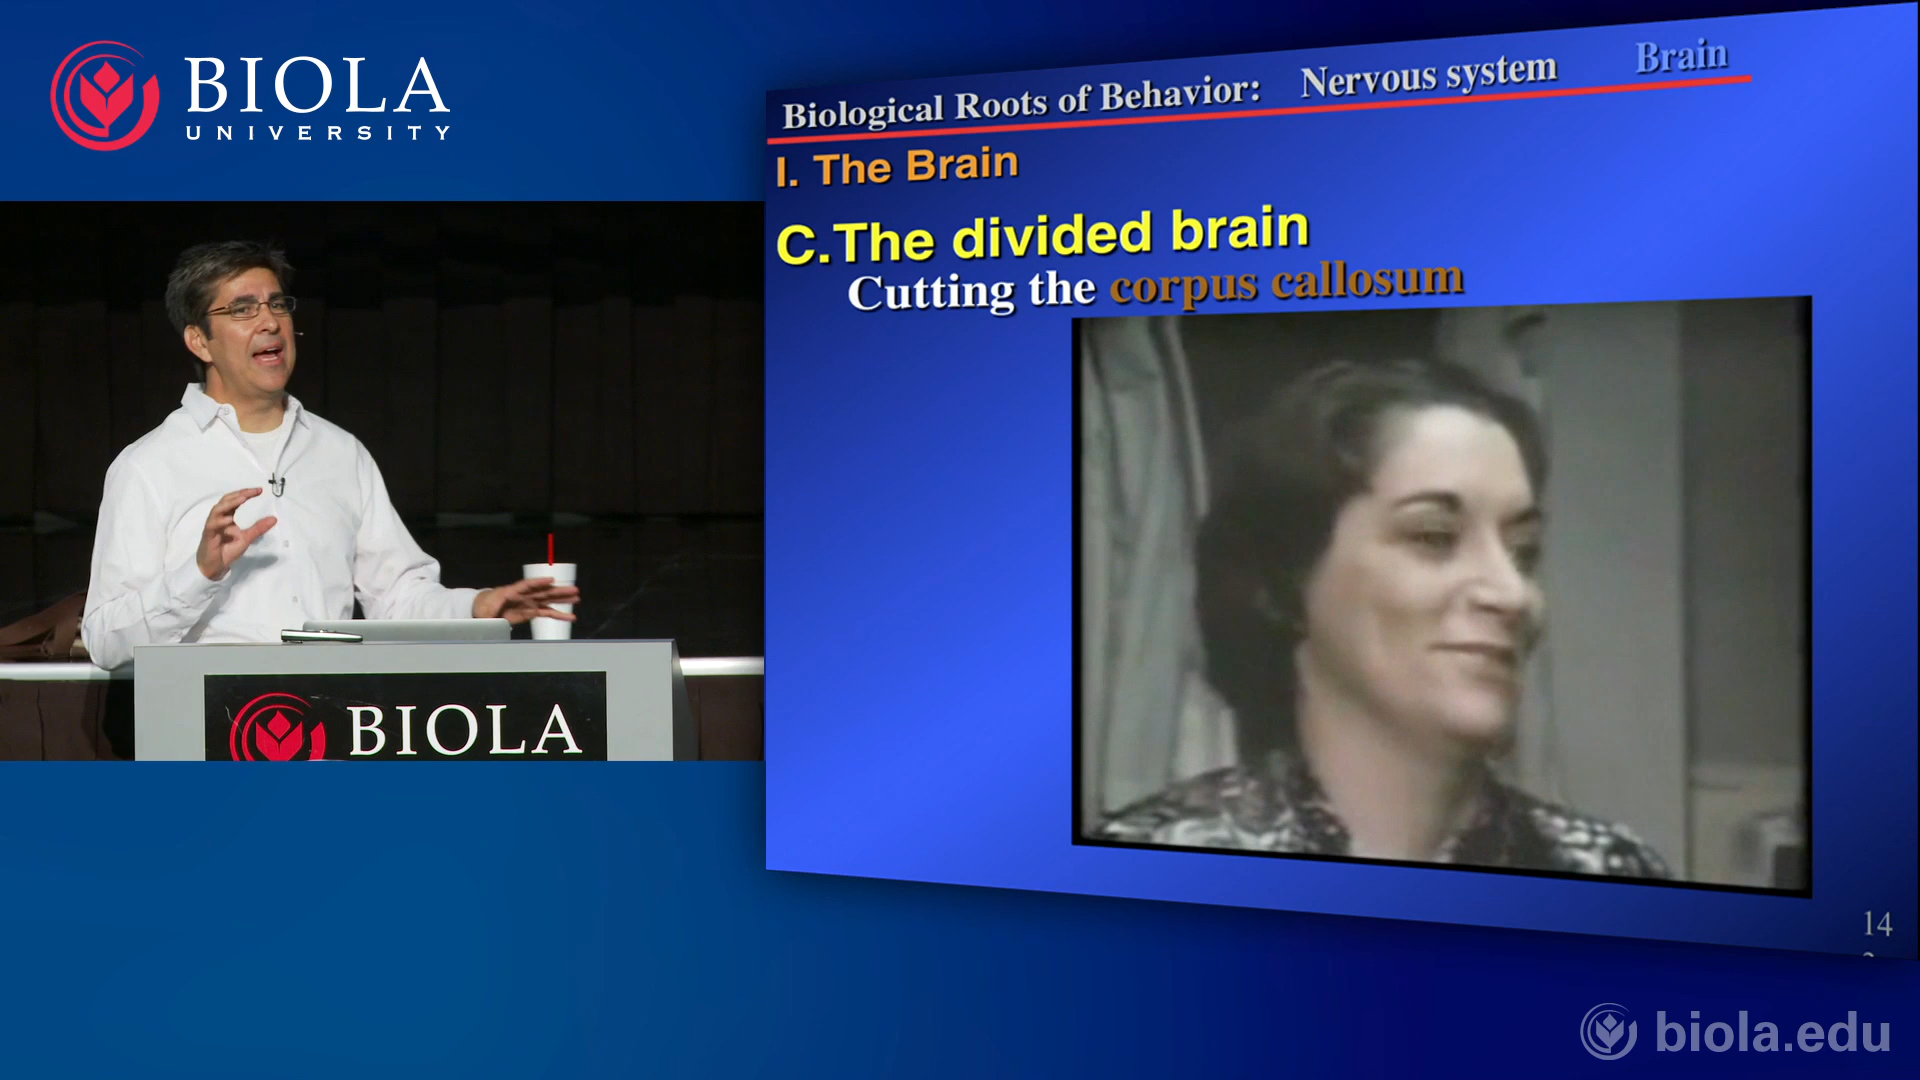 BIOLA
UNIVERSITY
BIOLA
Biological Roots of Behavior: Nervous system Brain
I. The Brain
C.The divided brain
Cutting the corpus callosum
14
biola.edu